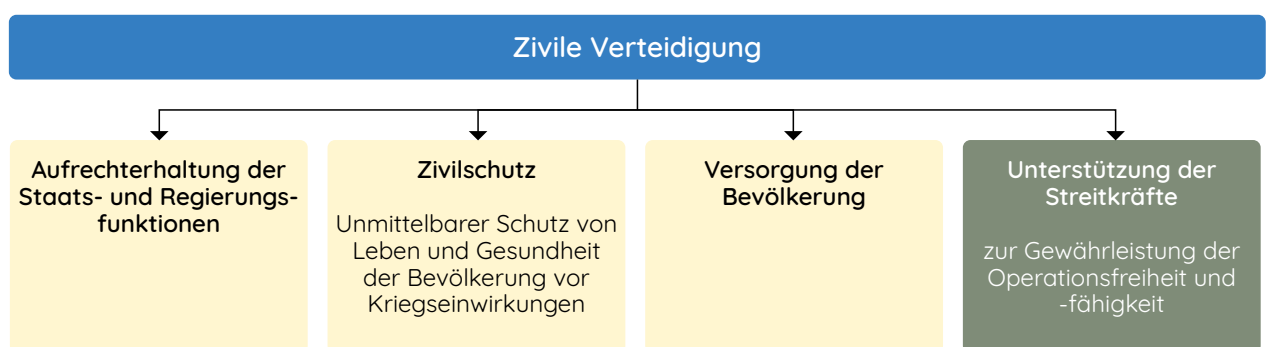 Zivile Verteidigung
Aufrechterhaltung der
Staats- und Regierungs-
funktionen
Zivilschutz
Unmittelbarer Schutz von
Leben und Gesundheit
der Bevölkerung vor
Kriegseinwirkungen
Versorgung der
Bevölkerung
Unterstützung der
Streitkräfte
zur Gewährleistung der
Operationsfreiheit und
-fähigkeit